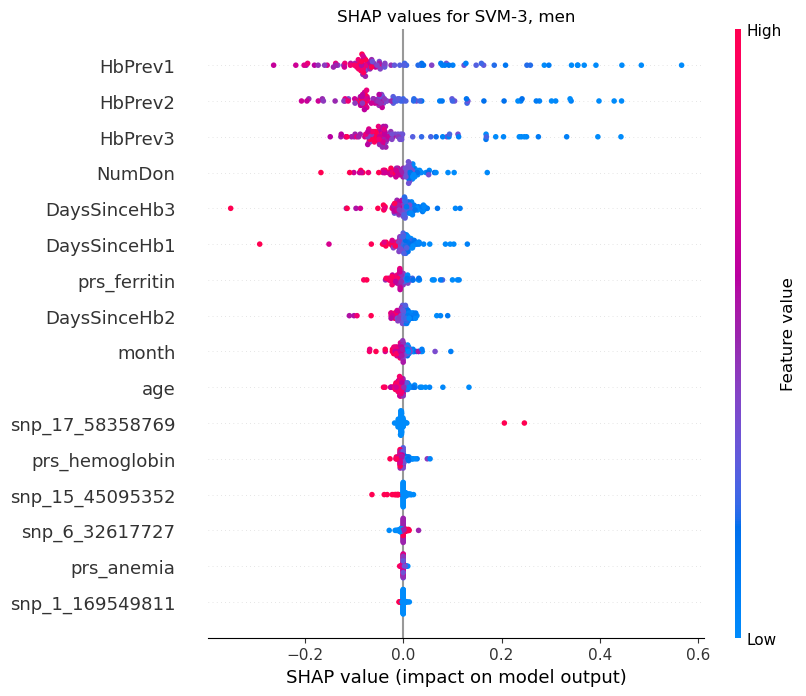 SHAP values for SVM-3, men
High
HbPrev1
HbPrev2
HbPrev3
NumDon
DaysSinceHb3
DaysSinceHb1
prs_ferritin
DaysSinceHb2
month
age
snp_17_58358769
prs_hemoglobin
snp_15_45095352
snp_6_32617727
prs_anemia
snp_1_169549811
Feature value
Low
−0.2 0.0 0.2 0.4 0.6
SHAP value (impact on model output)